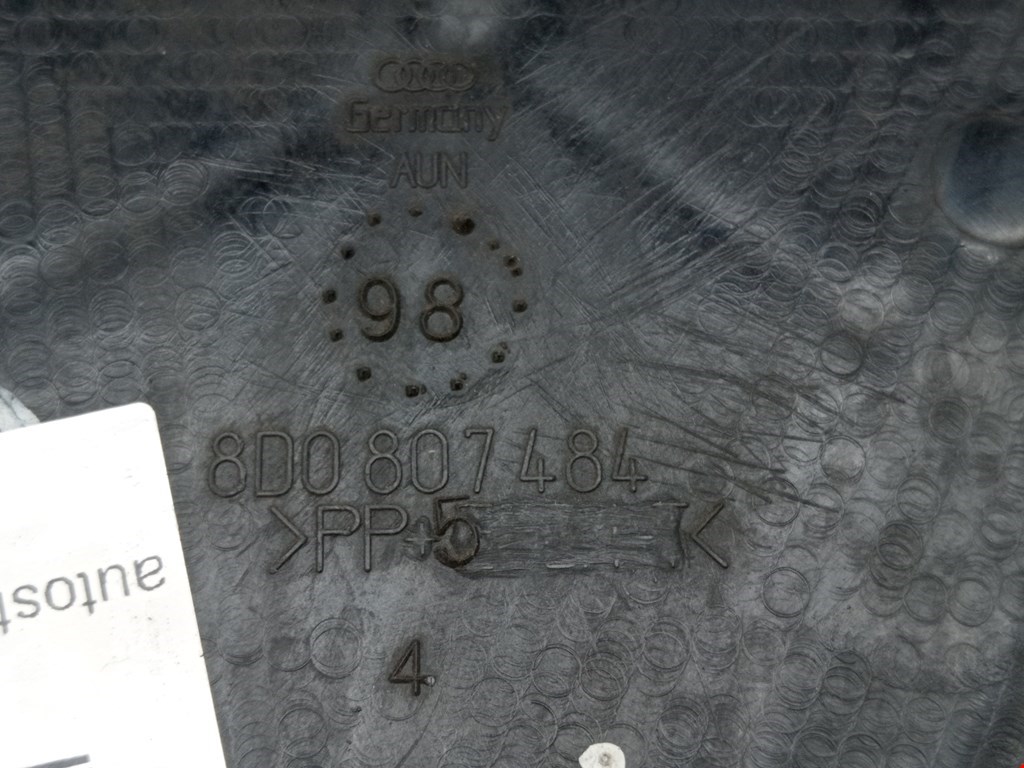 Germany
AUN
98
8D0 807 484
>PP+5 <
4
autost